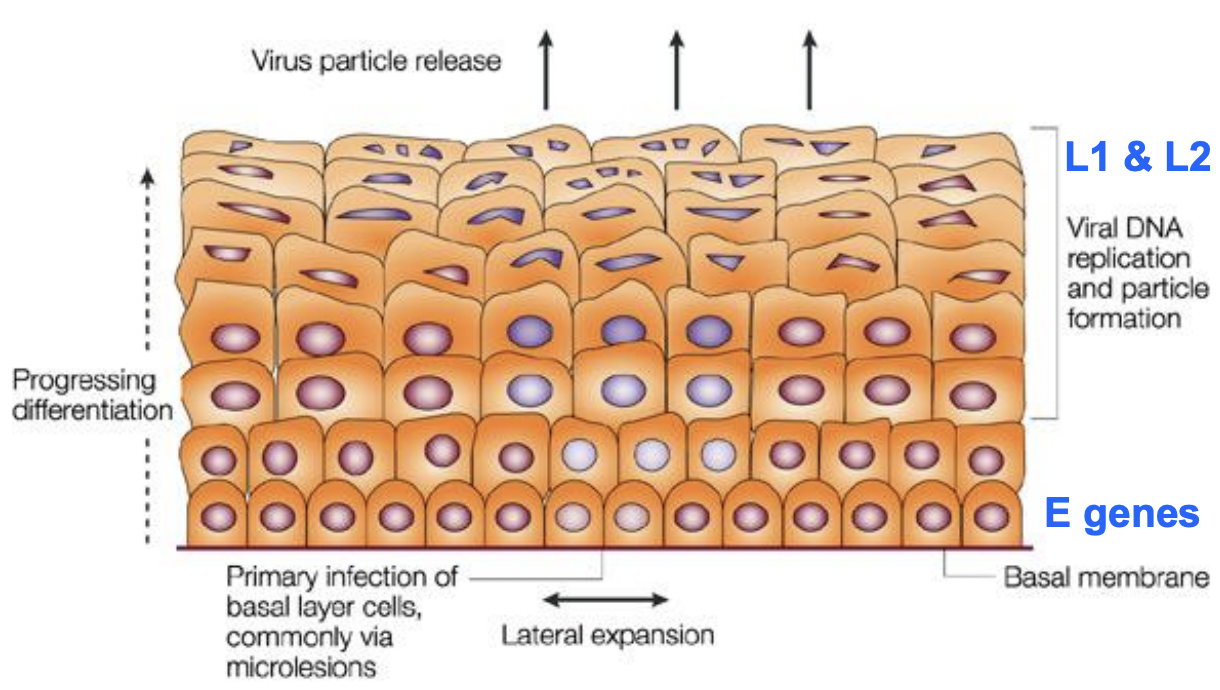 Virus particle release
L1 & L2
Viral DNA
replication
and particle
formation
Progressing
differentiation
E genes
Primary infection of
basal layer cells,
commonly via
microlesions
Basal membrane
Lateral expansion